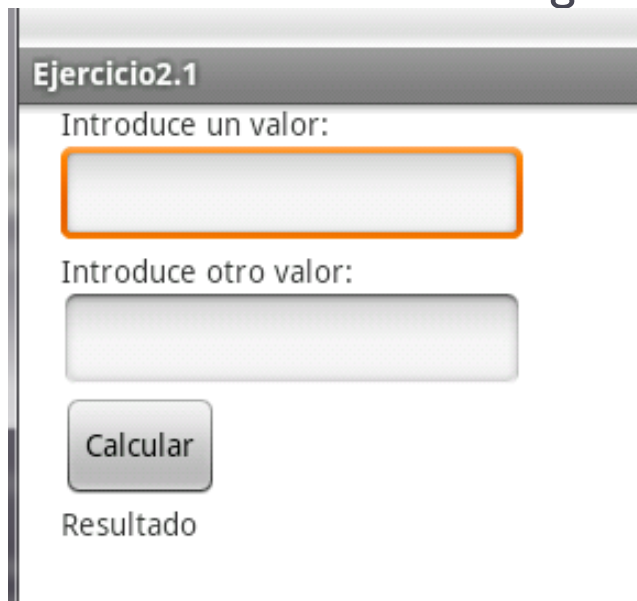 Ejercicio2.1
Introduce un valor:
Introduce otro valor:
Calcular
Resultado